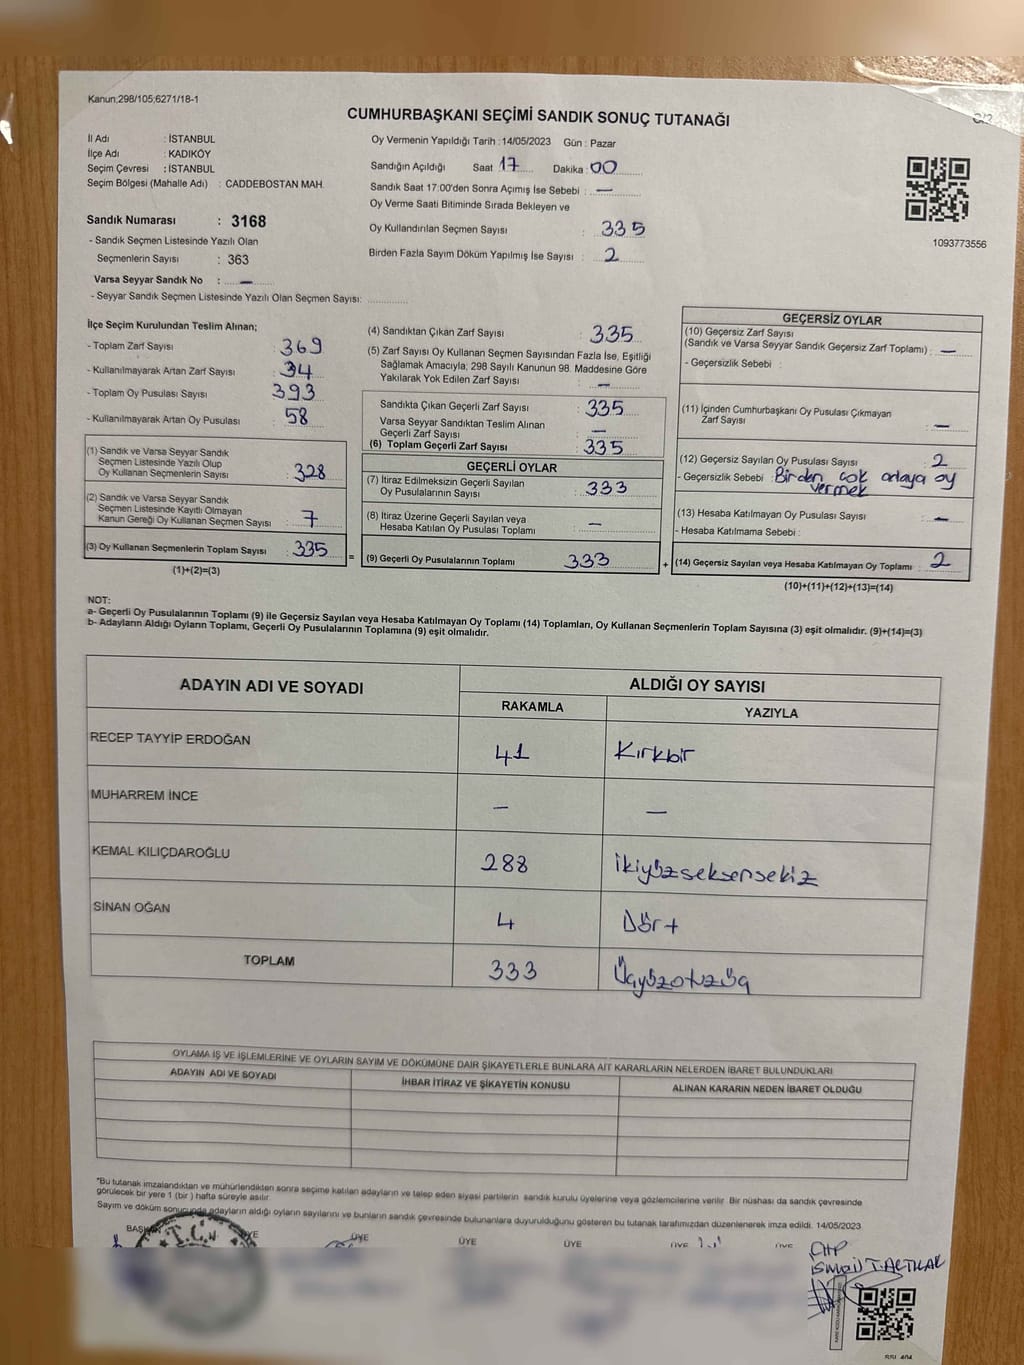 Kanun;298/105;6271/18-1
CUMHURBAŞKANI SEÇİMİ SANDIK SONUÇ TUTANAĞI
İl Adı : İSTANBUL
İlçe Adı : KADIKÖY
Seçim Çevresi : İSTANBUL
Seçim Bölgesi (Mahalle Adı) : CADDEBOSTAN MAH.
Sandık Numarası : 3168
- Sandık Seçmen Listesinde Yazılı Olan
Seçmenlerin Sayısı : 363
Varsa Seyyar Sandık No : —
- Seyyar Sandık Seçmen Listesinde Yazılı Olan Seçmen Sayısı:
Oy Vermenin Yapıldığı Tarih : 14/05/2023 Gün : Pazar
Sandığın Açıldığı Saat 17 Dakika : 00
Sandık Saat 17:00'den Sonra Açımış İse Sebebi : —
Oy Verme Saati Bitiminde Sırada Bekleyen ve
Oy Kullandırılan Seçmen Sayısı : 335
Birden Fazla Sayım Döküm Yapılmış İse Sayısı : 2
1093773556
İlçe Seçim Kurulundan Teslim Alınan;
- Toplam Zarf Sayısı : 369
- Kullanılmayarak Artan Zarf Sayısı : 34
- Toplam Oy Pusulası Sayısı : 393
- Kullanılmayarak Artan Oy Pusulası : 58
(1) Sandık ve Varsa Seyyar Sandık
Seçmen Listesinde Yazılı Olup
Oy Kullanan Seçmenlerin Sayısı : 328
(2) Sandık ve Varsa Seyyar Sandık
Seçmen Listesinde Kayıtlı Olmayan
Kanun Gereği Oy Kullanan Seçmen Sayısı : 7
(3) Oy Kullanan Seçmenlerin Toplam Sayısı : 335
(1)+(2)=(3)
=
(4) Sandıktan Çıkan Zarf Sayısı : 335
(5) Zarf Sayısı Oy Kullanan Seçmen Sayısından Fazla İse, Eşitliği
Sağlamak Amacıyla; 298 Sayılı Kanunun 98. Maddesine Göre
Yakılarak Yok Edilen Zarf Sayısı : —
Sandıkta Çıkan Geçerli Zarf Sayısı : 335
Varsa Seyyar Sandıktan Teslim Alınan
Geçerli Zarf Sayısı : —
(6) Toplam Geçerli Zarf Sayısı : 335
GEÇERLİ OYLAR
(7) İtiraz Edilmeksizin Geçerli Sayılan
Oy Pusulalarının Sayısı : 333
(8) İtiraz Üzerine Geçerli Sayılan veya
Hesaba Katılan Oy Pusulası Toplamı : —
(9) Geçerli Oy Pusulalarının Toplamı : 333
+
GEÇERSİZ OYLAR
(10) Geçersiz Zarf Sayısı
(Sandık ve Varsa Seyyar Sandık Geçersiz Zarf Toplamı) : —
- Geçersizlik Sebebi :
(11) İçinden Cumhurbaşkanı Oy Pusulası Çıkmayan
Zarf Sayısı : —
(12) Geçersiz Sayılan Oy Pusulası Sayısı : 2
- Geçersizlik Sebebi : Birden çok adaya oy
vermek
(13) Hesaba Katılmayan Oy Pusulası Sayısı : —
- Hesaba Katılmama Sebebi :
(14) Geçersiz Sayılan veya Hesaba Katılmayan Oy Toplamı : 2
(10)+(11)+(12)+(13)=(14)
NOT:
a- Geçerli Oy Pusulalarının Toplamı (9) ile Geçersiz Sayılan veya Hesaba Katılmayan Oy Toplamı (14) Toplamları, Oy Kullanan Seçmenlerin Toplam Sayısına (3) eşit olmalıdır. (9)+(14)=(3)
b- Adayların Aldığı Oyların Toplamı, Geçerli Oy Pusulalarının Toplamına (9) eşit olmalıdır.
ADAYIN ADI VE SOYADI ALDIĞI OY SAYISI
RAKAMLA YAZIYLA
RECEP TAYYİP ERDOĞAN 41 Kırkbir
MUHARREM İNCE — —
KEMAL KILIÇDAROĞLU 288 ikiyüzseksensekiz
SİNAN OĞAN 4 Dört
TOPLAM 333 Üçyüzotuzüç
OYLAMA İŞ VE İŞLEMLERİNE VE OYLARIN SAYIM VE DÖKÜMÜNE DAİR ŞİKAYETLERLE BUNLARA AİT KARARLARIN NELERDEN İBARET BULUNDUKLARI
ADAYIN ADI VE SOYADI İHBAR İTİRAZ VE ŞİKAYETİN KONUSU ALINAN KARARIN NEDEN İBARET OLDUĞU
*Bu tutanak imzalandıktan ve mühürlendikten sonra seçime katılan adayların ve talep eden siyasi partilerin sandık kurulu üyelerine veya gözlemcilerine verilir. Bir nüshası da sandık çevresinde
görülecek bir yere 1 (bir) hafta süreyle asılır.
Sayım ve döküm sonucunda adayların aldığı oyların sayılarını ve bunların sandık çevresinde bulunanlara duyurulduğunu gösteren bu tutanak tarafımızdan düzenlenerek imza edildi. 14/05/2023
ÜYE ÜYE ÜYE
T.C.